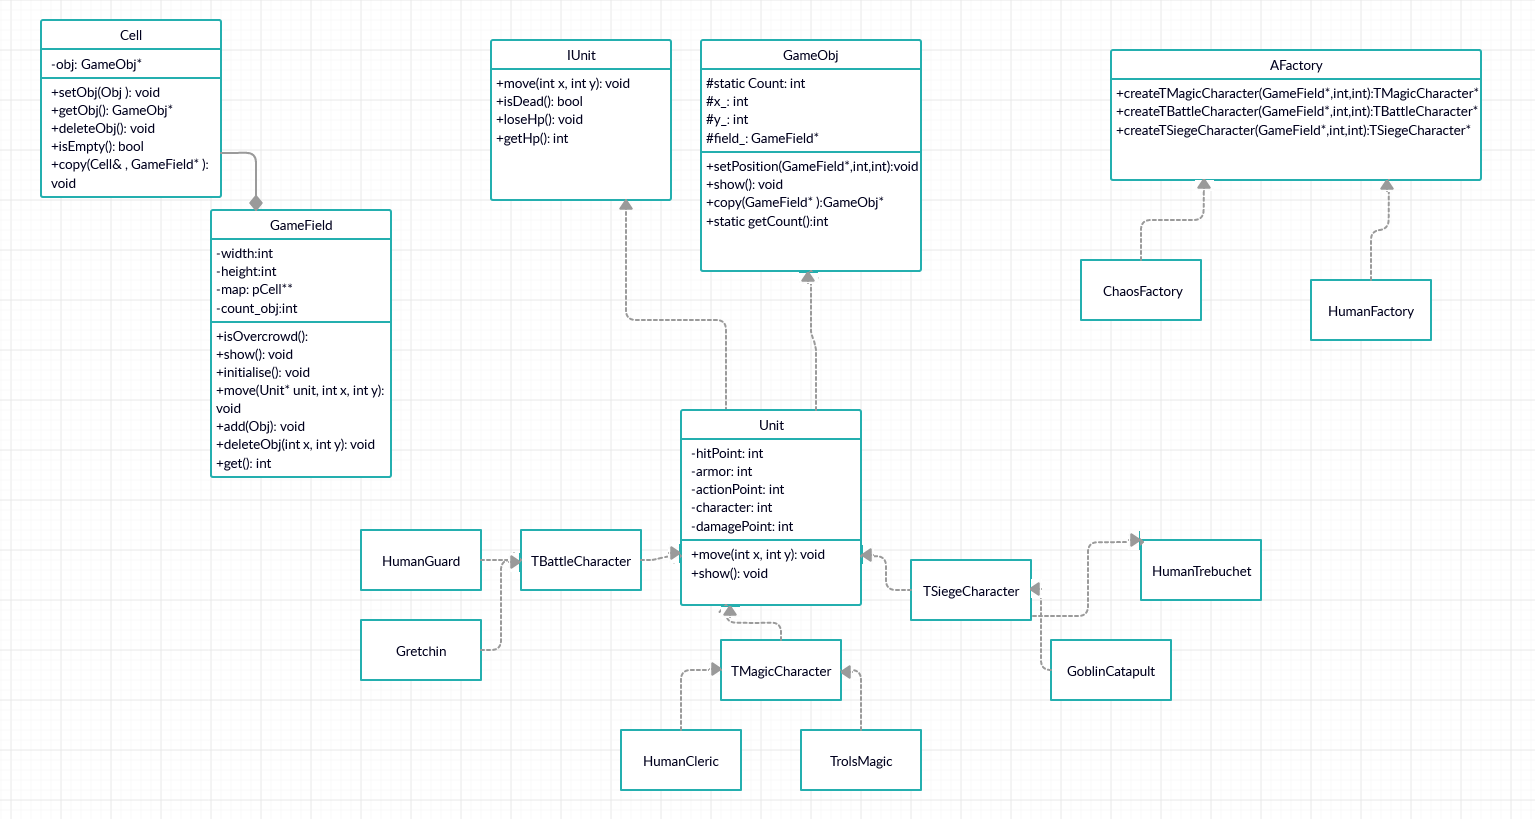 Cell
-obj: GameObj*
+setObj(Obj ): void
+getObj(): GameObj*
+deleteObj(): void
+isEmpty(): bool
+copy(Cell& , GameField* ):
void
GameField
-width:int
-height:int
-map: pCell**
-count_obj:int
+isOvercrowd():
+show(): void
+initialise(): void
+move(Unit* unit, int x, int y):
void
+add(Obj): void
+deleteObj(int x, int y): void
+get(): int
IUnit
+move(int x, int y): void
+isDead(): bool
+loseHp(): void
+getHp(): int
GameObj
#static Count: int
#x_: int
#y_: int
#field_: GameField*
+setPosition(GameField*,int,int):void
+show(): void
+copy(GameField* ):GameObj*
+static getCount():int
AFactory
+createTMagicCharacter(GameField*,int,int):TMagicCharacter*
+createTBattleCharacter(GameField*,int,int):TBattleCharacter*
+createTSiegeCharacter(GameField*,int,int):TSiegeCharacter*
ChaosFactory
HumanFactory
Unit
-hitPoint: int
-armor: int
-actionPoint: int
-character: int
-damagePoint: int
+move(int x, int y): void
+show(): void
HumanGuard
TBattleCharacter
Gretchin
TSiegeCharacter
HumanTrebuchet
GoblinCatapult
TMagicCharacter
HumanCleric
TrolsMagic